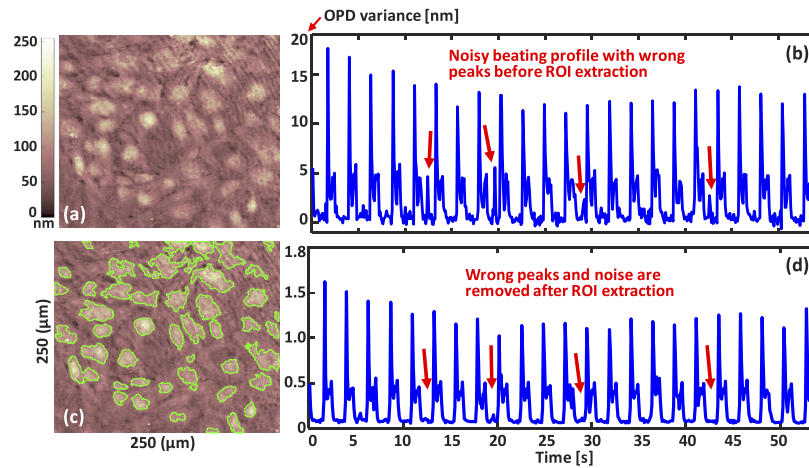 OPD variance [nm]
250
200
150
100
50
0
nm
(a)
20
15
10
5
0
Noisy beating profile with wrong
peaks before ROI extraction
(b)
250 (µm)
(c)
250 (µm)
1.8
1.5
1.0
0.5
0
Wrong peaks and noise are
removed after ROI extraction
(d)
0 5 10 15 20 25 30 35 40 45 50
Time [s]